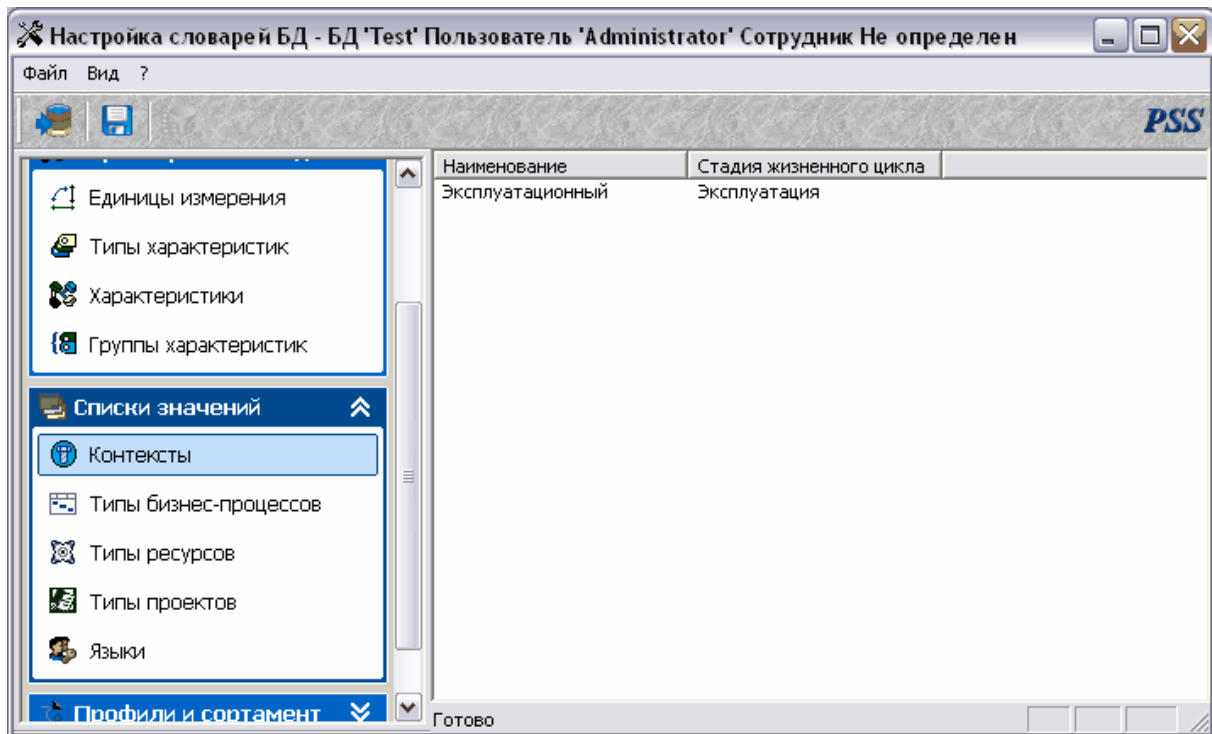 Настройка словарей БД - БД 'Test' Пользователь 'Administrator' Сотрудник Не определен
Файл Вид ?
PSS
Единицы измерения
Типы характеристик
Характеристики
Группы характеристик
Списки значений
Контексты
Типы бизнес-процессов
Типы ресурсов
Типы проектов
Языки
Профили и сортамент
Наименование Стадия жизненного цикла
Эксплуатационный Эксплуатация
Готово